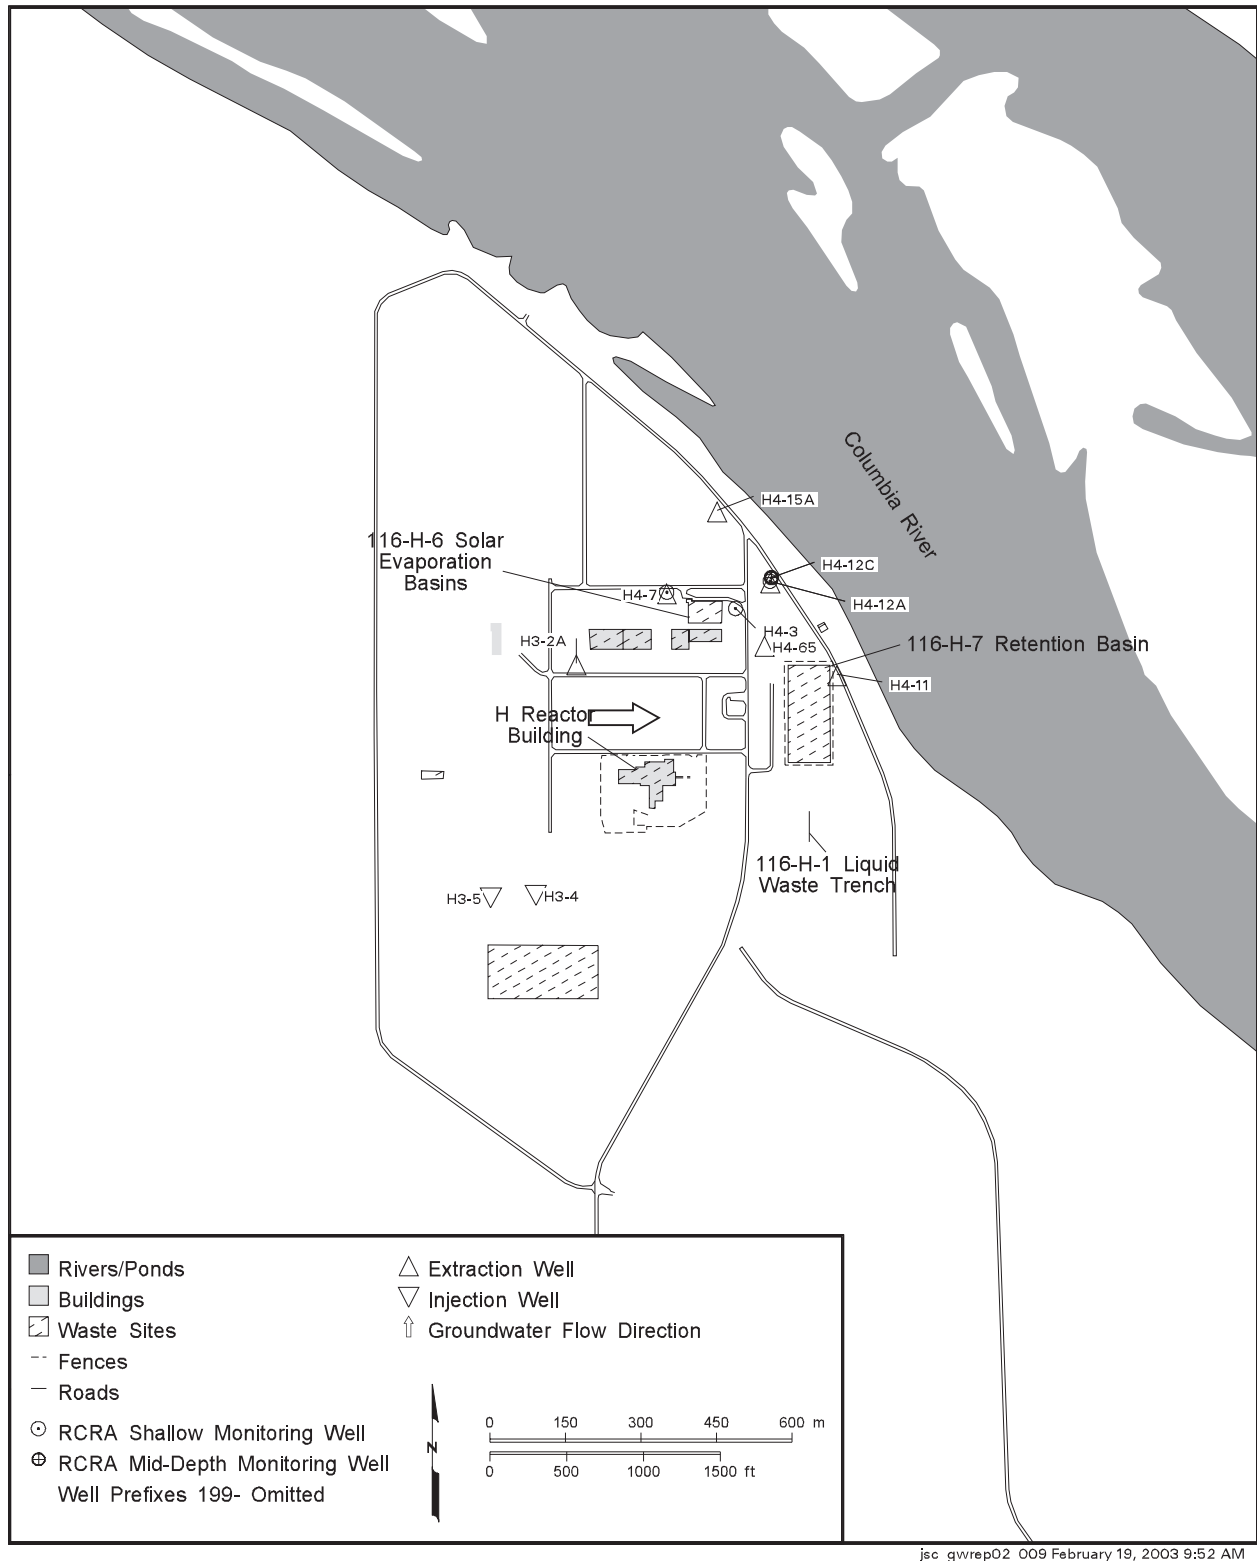 Columbia River
H4-15A
116-H-6 Solar
Evaporation
Basins
H4-12C
H4-7
H4-12A
H4-3
H3-2A
H4-65
116-H-7 Retention Basin
H4-11
H Reactor
Building
116-H-1 Liquid
Waste Trench
H3-5
H3-4
Rivers/Ponds
Buildings
Waste Sites
Fences
Roads
RCRA Shallow Monitoring Well
RCRA Mid-Depth Monitoring Well
Well Prefixes 199- Omitted
Extraction Well
Injection Well
Groundwater Flow Direction
N
0 150 300 450 600 m
0 500 1000 1500 ft
jsc_gwrep02_009 February 19, 2003 9:52 AM